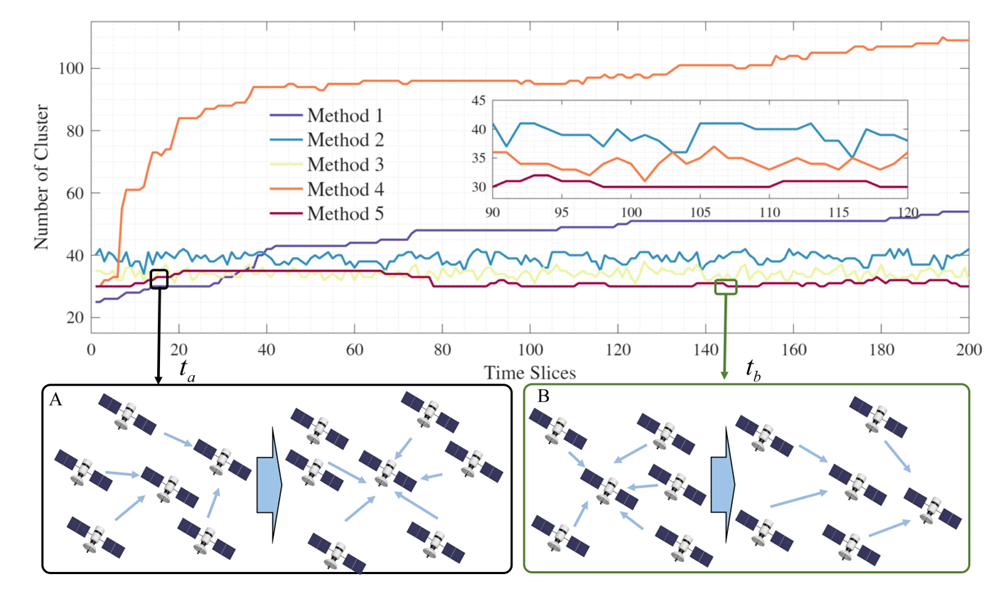 100
80
60
40
20
Number of Cluster
Method 1
Method 2
Method 3
Method 4
Method 5
45
40
35
30
90 95 100 105 110 115 120
0 20 40 60 80 100 120 140 160 180 200
Time Slices
ta
tb
A
B